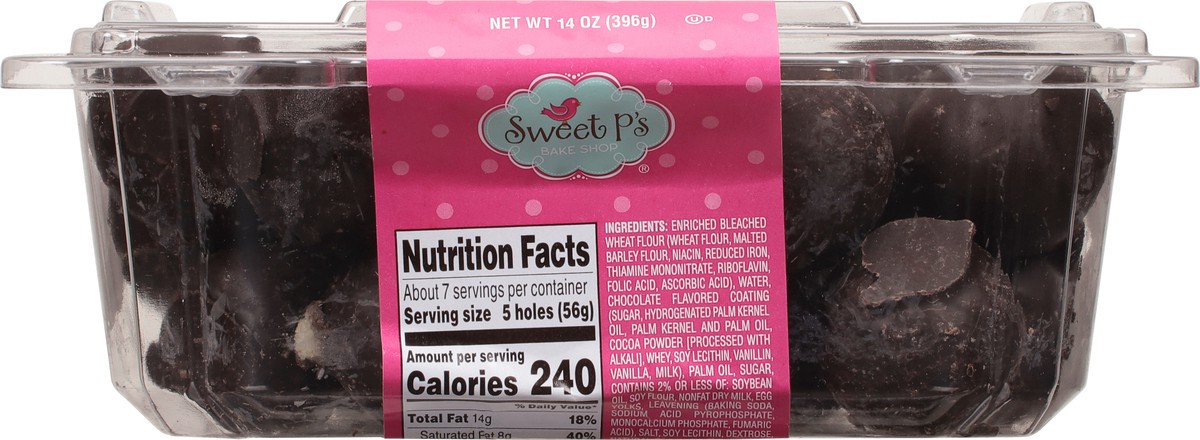 NET WT 14 OZ (396g)
U D
Sweet P's
BAKE SHOP
®
Nutrition Facts
About 7 servings per container
Serving size 5 holes (56g)
Amount per serving
Calories 240
% Daily Value*
Total Fat 14g 18%
Saturated Fat 8g 40%
INGREDIENTS: ENRICHED BLEACHED
WHEAT FLOUR (WHEAT FLOUR, MALTED
BARLEY FLOUR, NIACIN, REDUCED IRON,
THIAMINE MONONITRATE, RIBOFLAVIN,
FOLIC ACID, ASCORBIC ACID), WATER,
CHOCOLATE FLAVORED COATING
(SUGAR, HYDROGENATED PALM KERNEL
OIL, PALM KERNEL AND PALM OIL,
COCOA POWDER [PROCESSED WITH
ALKALI], WHEY, SOY LECITHIN, VANILLIN,
VANILLA, MILK), PALM OIL, SUGAR,
CONTAINS 2% OR LESS OF: SOYBEAN
OIL, SOY FLOUR, NONFAT DRY MILK, EGG
YOLKS, LEAVENING (BAKING SODA,
SODIUM ACID PYROPHOSPHATE,
MONOCALCIUM PHOSPHATE, FUMARIC
ACID), SALT, SOY LECITHIN, DEXTROSE,